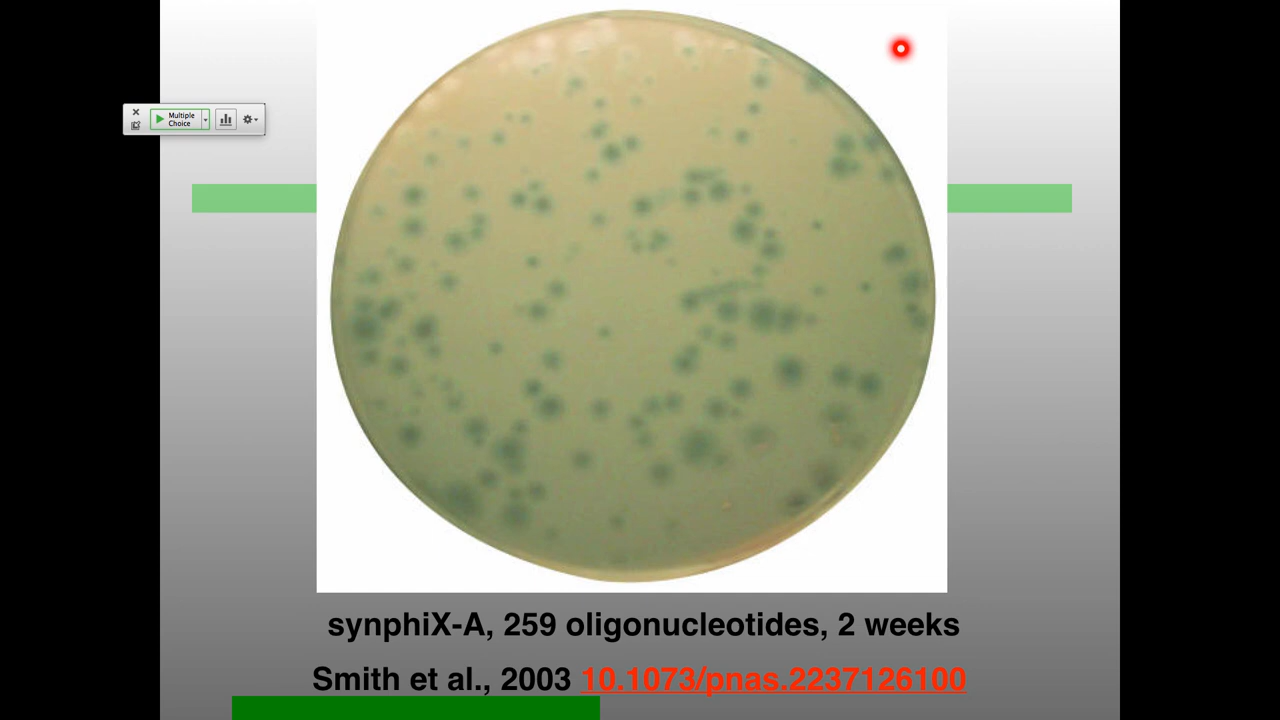 Multiple
Choice
synphiX-A, 259 oligonucleotides, 2 weeks
Smith et al., 2003 10.1073/pnas.2237126100